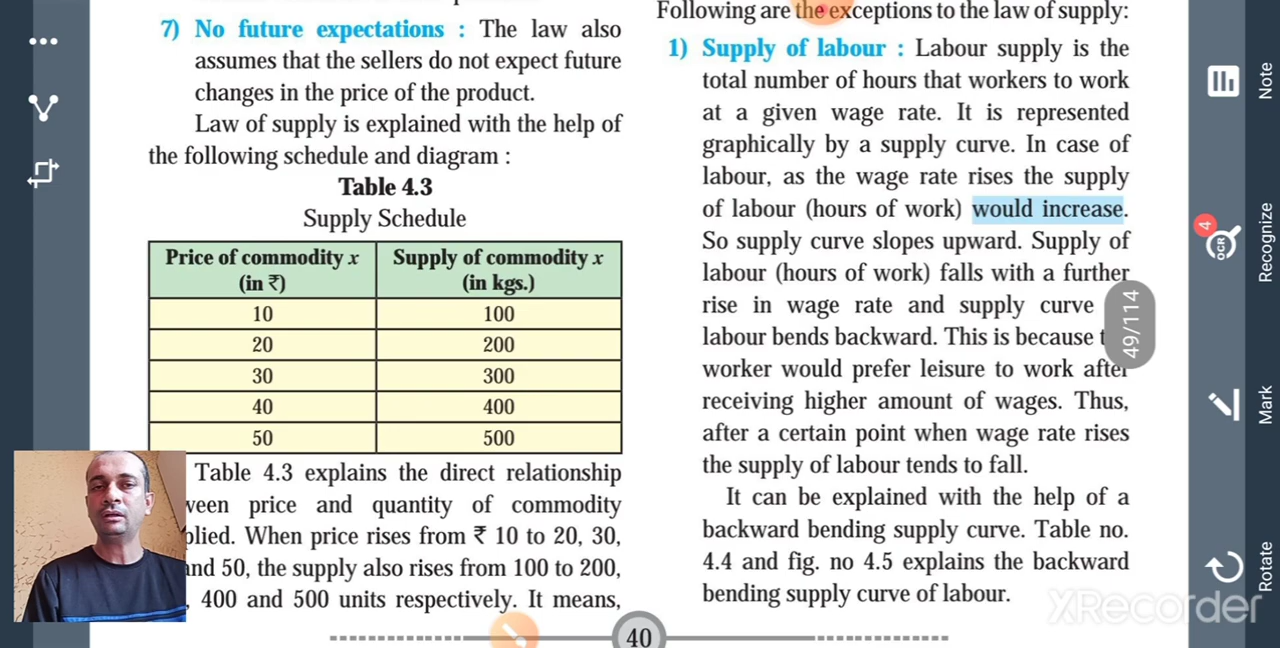 7) No future expectations : The law also
assumes that the sellers do not expect future
changes in the price of the product.
Law of supply is explained with the help of
the following schedule and diagram :
Table 4.3
Supply Schedule
Price of commodity x
(in ₹)
Supply of commodity x
(in kgs.)
10 100
20 200
30 300
40 400
50 500
Table 4.3 explains the direct relationship
ween price and quantity of commodity
plied. When price rises from ₹ 10 to 20, 30,
and 50, the supply also rises from 100 to 200,
, 400 and 500 units respectively. It means,
Following are the exceptions to the law of supply:
1) Supply of labour : Labour supply is the
total number of hours that workers to work
at a given wage rate. It is represented
graphically by a supply curve. In case of
labour, as the wage rate rises the supply
of labour (hours of work) would increase.
So supply curve slopes upward. Supply of
labour (hours of work) falls with a further
rise in wage rate and supply curve
labour bends backward. This is because
worker would prefer leisure to work after
receiving higher amount of wages. Thus,
after a certain point when wage rate rises
the supply of labour tends to fall.
It can be explained with the help of a
backward bending supply curve. Table no.
4.4 and fig. no 4.5 explains the backward
bending supply curve of labour.
40
49/114
Note
4
OCR
Recognize
Mark
Rotate
XRecorder